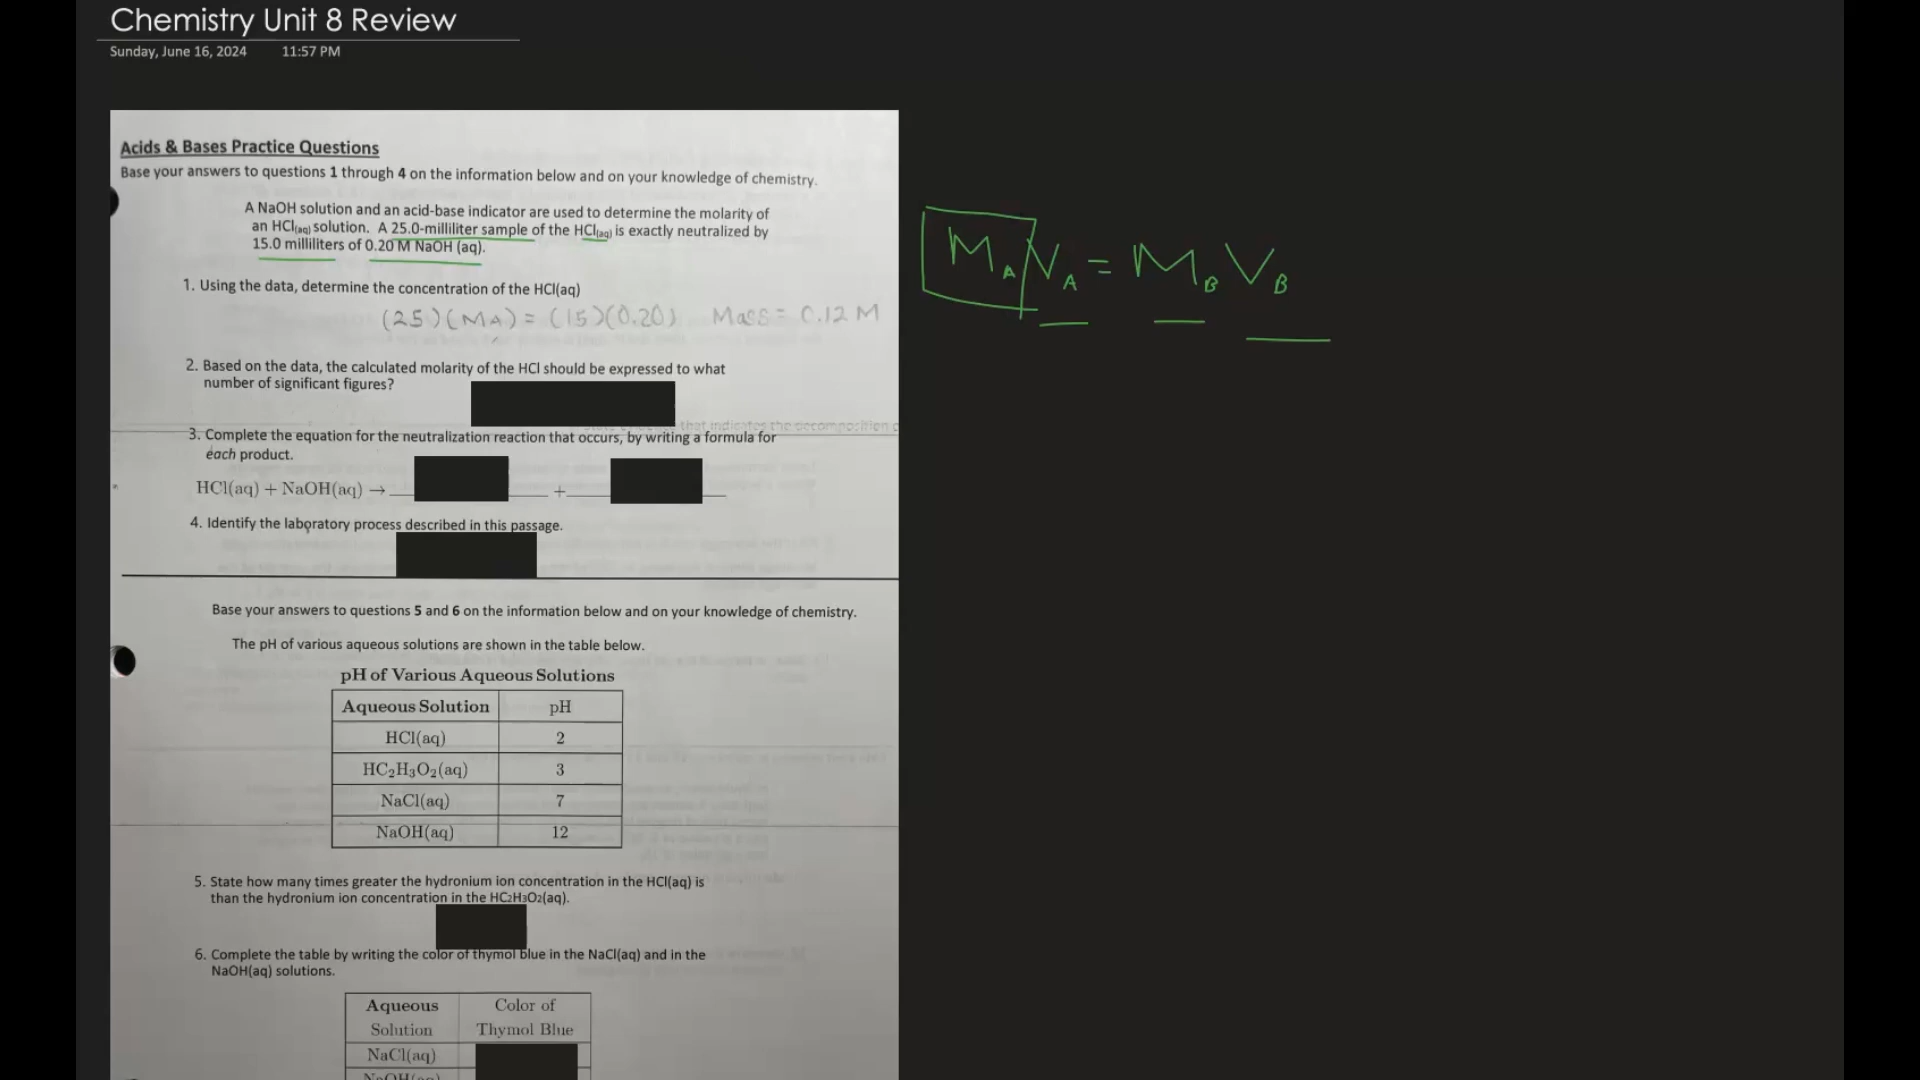 Chemistry Unit 8 Review
Sunday, June 16, 2024 11:57 PM
Acids & Bases Practice Questions
Base your answers to questions 1 through 4 on the information below and on your knowledge of chemistry.
A NaOH solution and an acid-base indicator are used to determine the molarity of
an HCl(aq) solution. A 25.0-milliliter sample of the HCl(aq) is exactly neutralized by
15.0 milliliters of 0.20 M NaOH (aq).
M_A V_A = M_B V_B
1. Using the data, determine the concentration of the HCl(aq)
(25)(MA) = (15)(0.20) Mass = 0.12 M
2. Based on the data, the calculated molarity of the HCl should be expressed to what
number of significant figures?
that indicates the decomposition
3. Complete the equation for the neutralization reaction that occurs, by writing a formula for
each product.
HCl(aq) + NaOH(aq) → +
4. Identify the laboratory process described in this passage.
Base your answers to questions 5 and 6 on the information below and on your knowledge of chemistry.
The pH of various aqueous solutions are shown in the table below.
pH of Various Aqueous Solutions
Aqueous Solution pH
HCl(aq) 2
HC2H3O2(aq) 3
NaCl(aq) 7
NaOH(aq) 12
5. State how many times greater the hydronium ion concentration in the HCl(aq) is
than the hydronium ion concentration in the HC2H3O2(aq).
6. Complete the table by writing the color of thymol blue in the NaCl(aq) and in the
NaOH(aq) solutions.
Aqueous Color of
Solution Thymol Blue
NaCl(aq)
NaOH(aq)